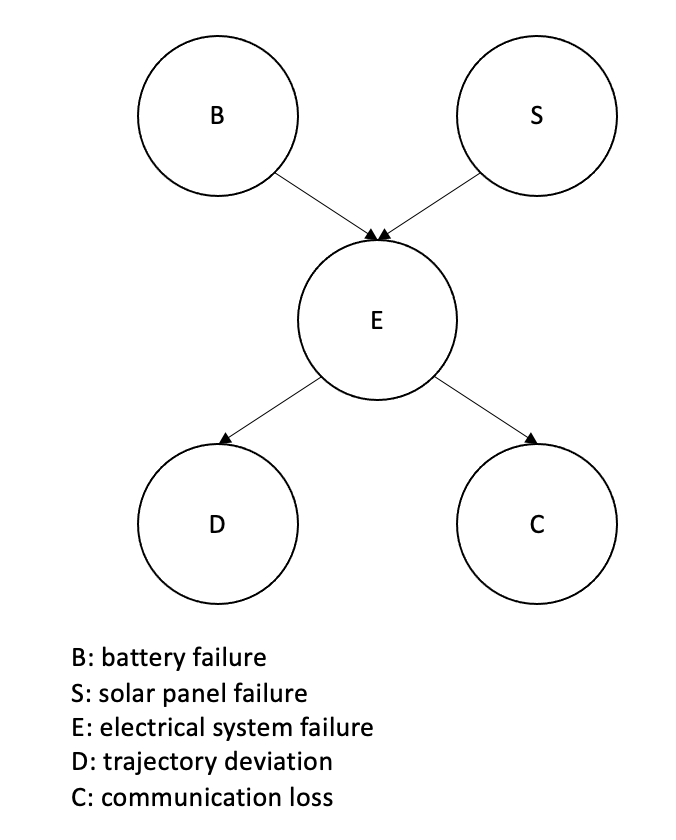 B
S
E
D
C
B: battery failure
S: solar panel failure
E: electrical system failure
D: trajectory deviation
C: communication loss